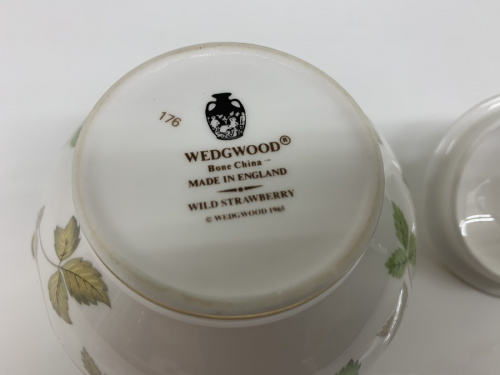 176
WEDGWOOD®
Bone China
MADE IN ENGLAND
WILD STRAWBERRY
© WEDGWOOD 1965